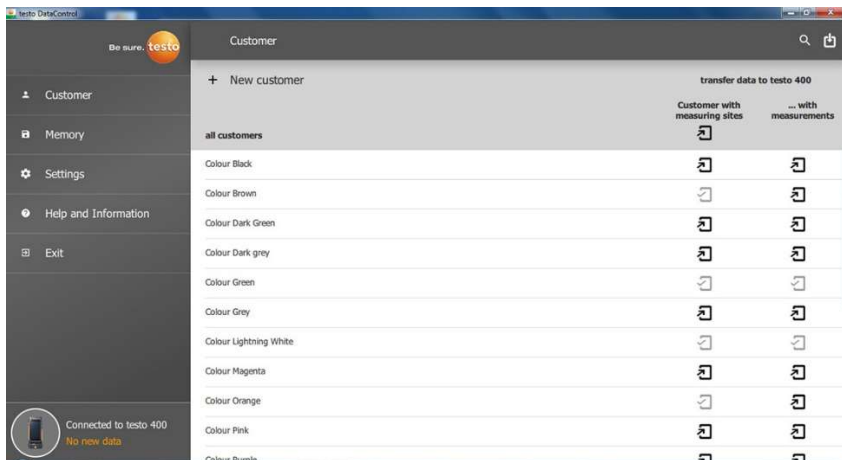 testo DataControl
Be sure. testo
Customer
Memory
Settings
Help and Information
Exit
Connected to testo 400
No new data
Customer
+ New customer
transfer data to testo 400
Customer with
measuring sites
... with
measurements
all customers
Colour Black
Colour Brown
Colour Dark Green
Colour Dark grey
Colour Green
Colour Grey
Colour Lightning White
Colour Magenta
Colour Orange
Colour Pink
Colour Purple